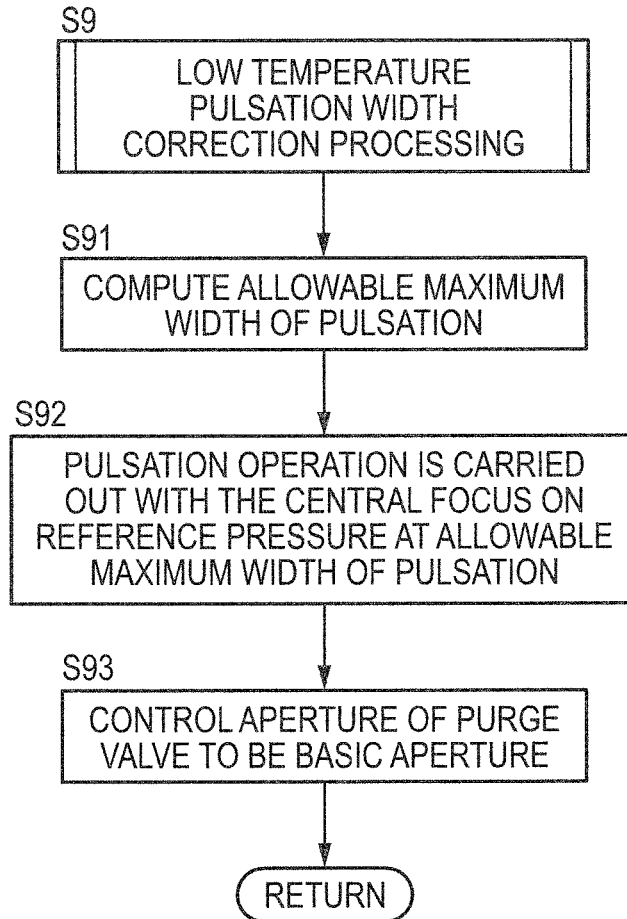 S9
LOW TEMPERATURE
PULSATION WIDTH
CORRECTION PROCESSING
S91
COMPUTE ALLOWABLE MAXIMUM
WIDTH OF PULSATION
S92
PULSATION OPERATION IS CARRIED
OUT WITH THE CENTRAL FOCUS ON
REFERENCE PRESSURE AT ALLOWABLE
MAXIMUM WIDTH OF PULSATION
S93
CONTROL APERTURE OF PURGE
VALVE TO BE BASIC APERTURE
RETURN